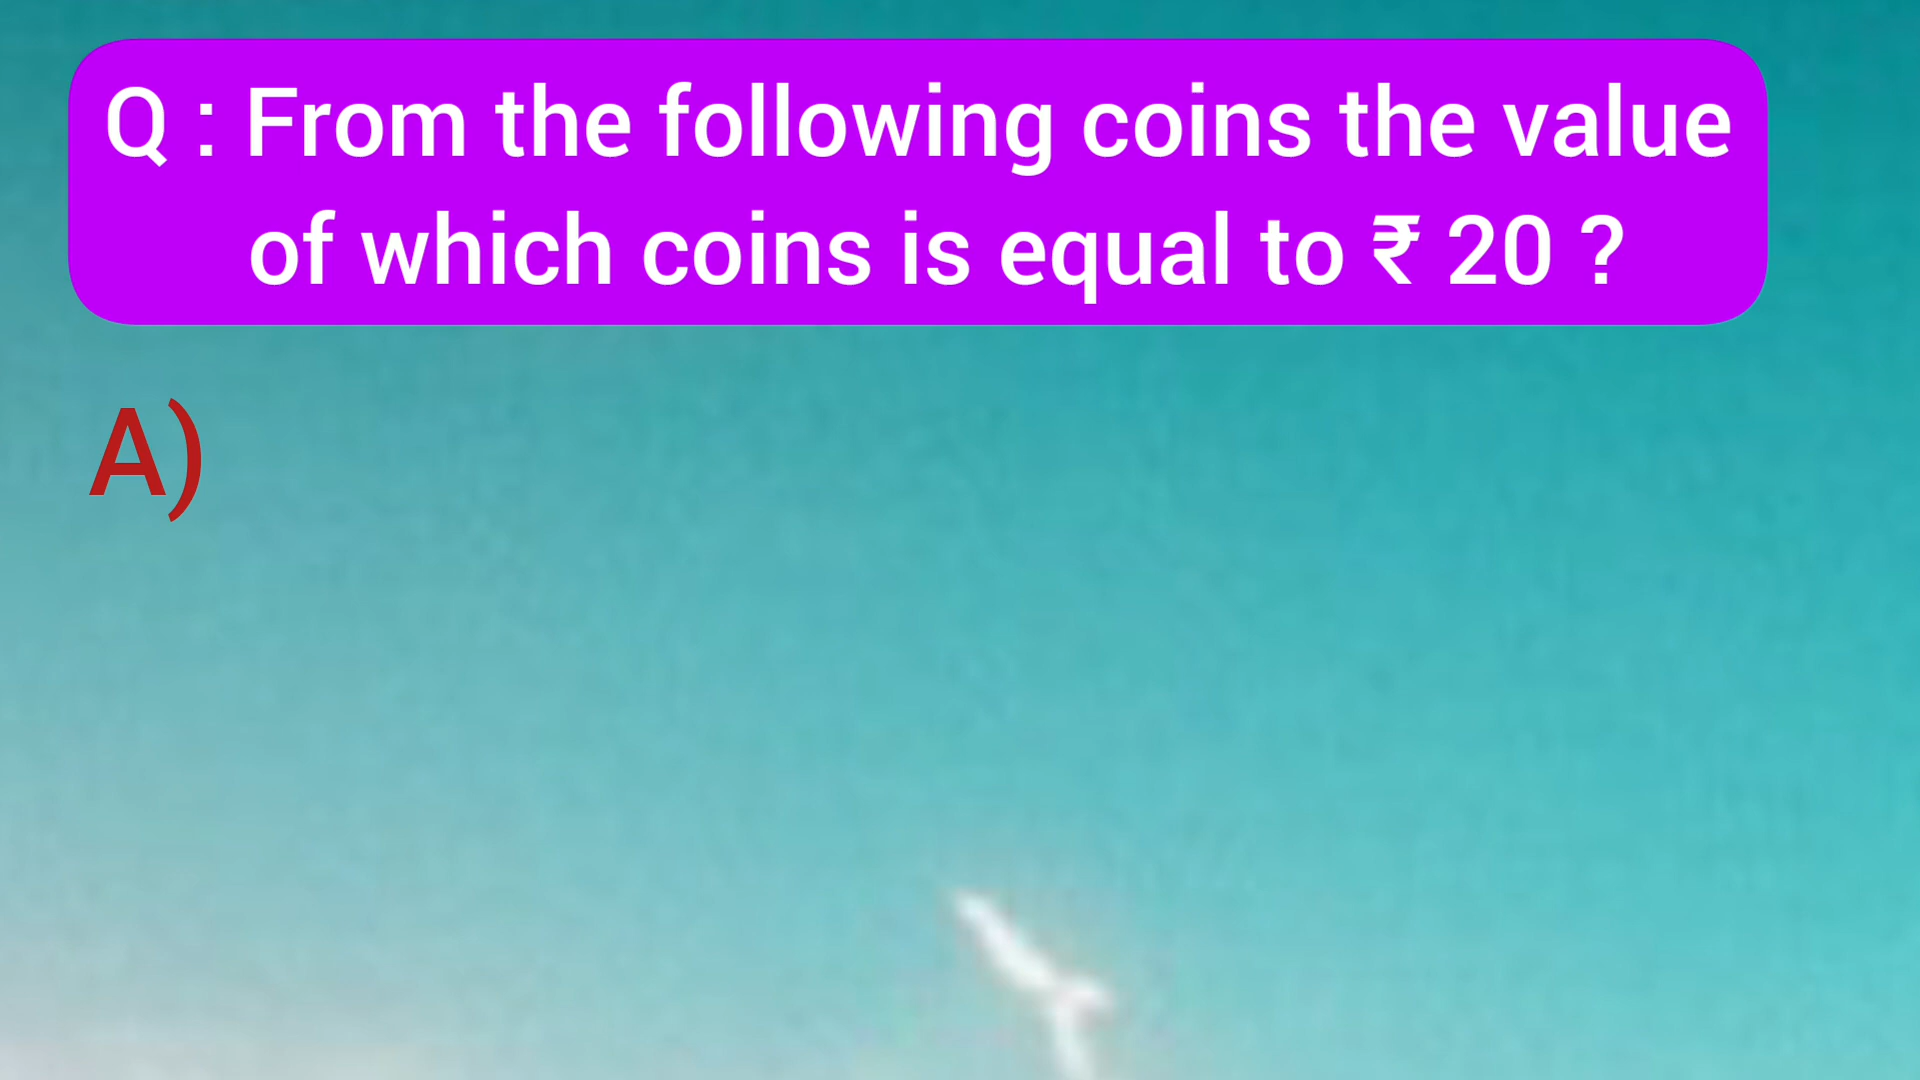 Q : From the following coins the value
of which coins is equal to ₹ 20 ?
A)